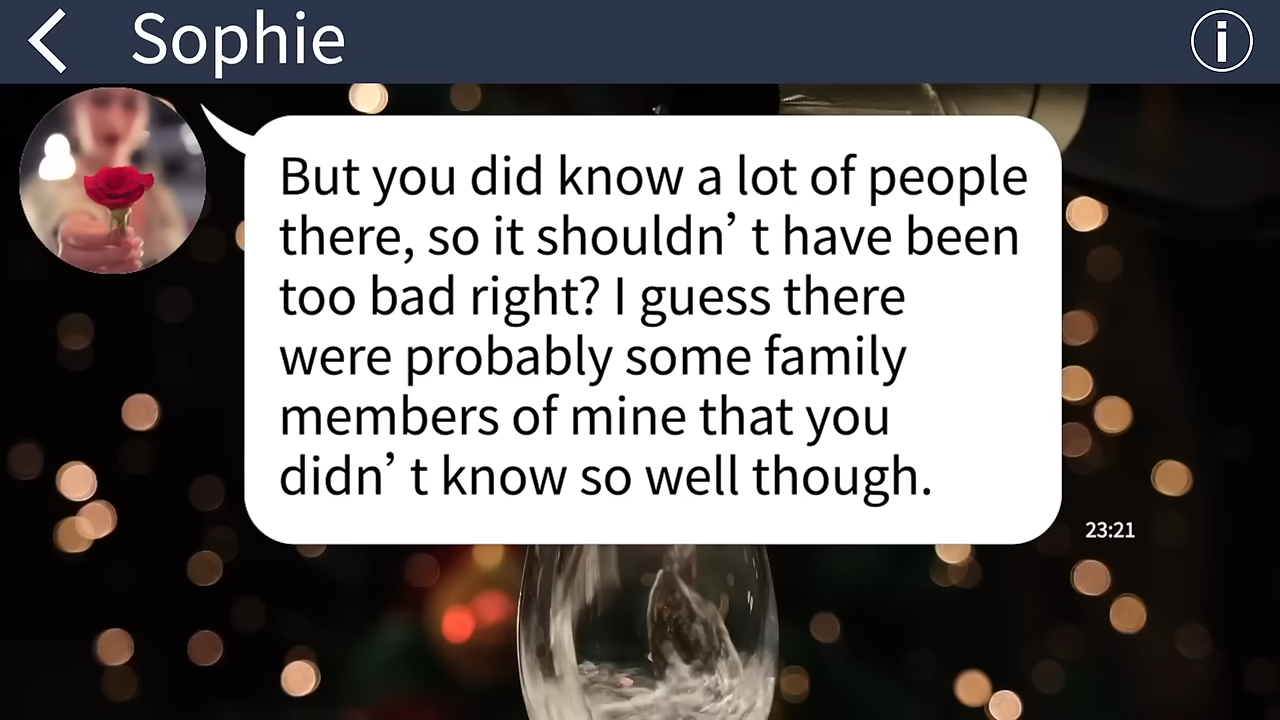 Sophie
But you did know a lot of people
there, so it shouldn’ t have been
too bad right? I guess there
were probably some family
members of mine that you
didn’ t know so well though.
23:21